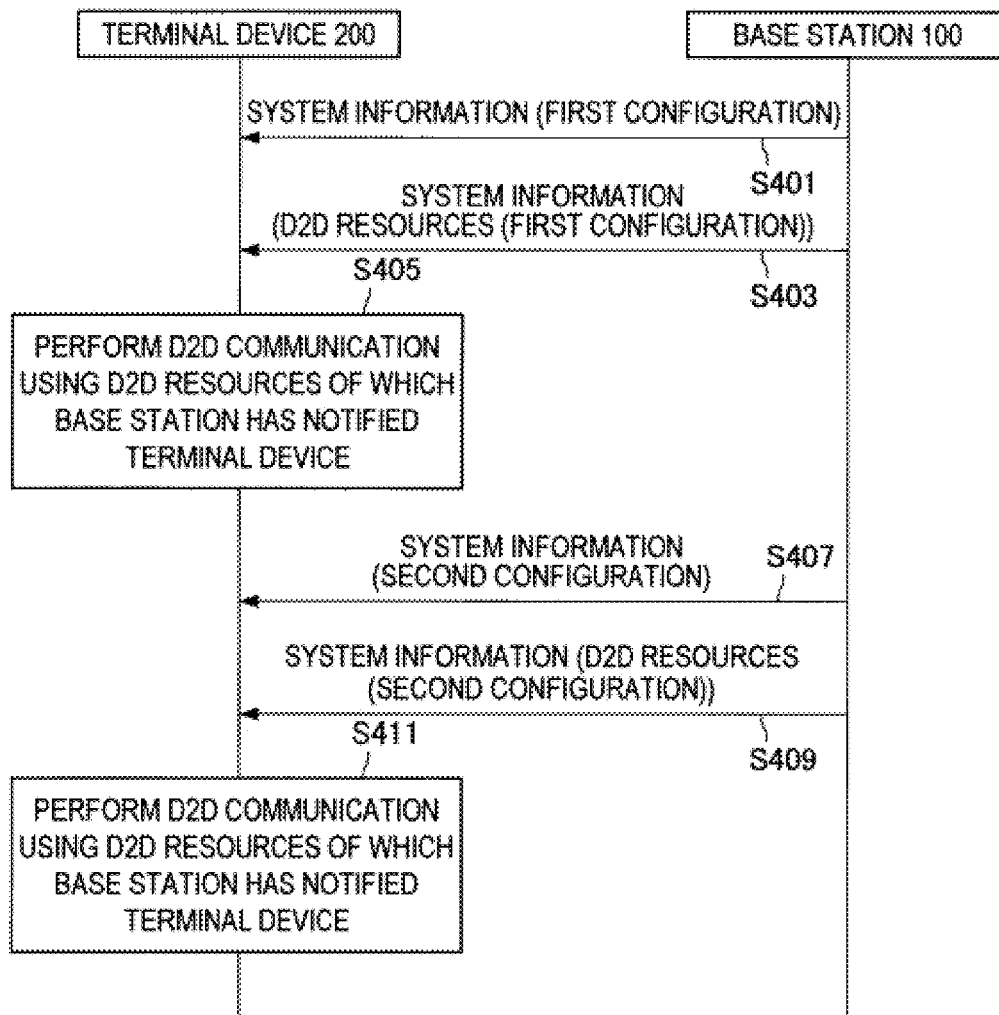 TERMINAL DEVICE 200
BASE STATION 100
SYSTEM INFORMATION (FIRST CONFIGURATION)
S401
SYSTEM INFORMATION
(D2D RESOURCES (FIRST CONFIGURATION))
S403
S405
PERFORM D2D COMMUNICATION
USING D2D RESOURCES OF WHICH
BASE STATION HAS NOTIFIED
TERMINAL DEVICE
SYSTEM INFORMATION
(SECOND CONFIGURATION)
S407
SYSTEM INFORMATION (D2D RESOURCES
(SECOND CONFIGURATION))
S409
S411
PERFORM D2D COMMUNICATION
USING D2D RESOURCES OF WHICH
BASE STATION HAS NOTIFIED
TERMINAL DEVICE